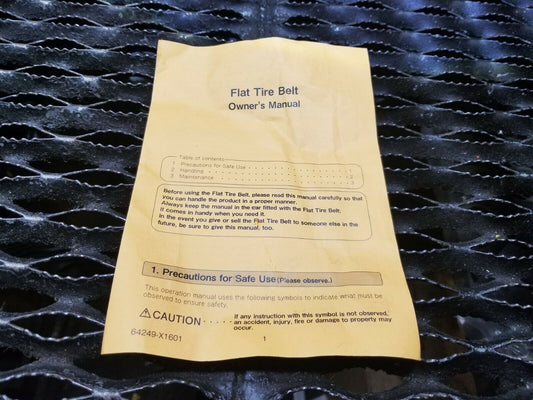 Flat Tire Belt
Owner's Manual
Table of contents
1 Precautions for Safe Use · · · · · · · · · · · · · · · · · 1
2 Handling · · · · · · · · · · · · · · · · · · · · · · · · 2
3 Maintenance · · · · · · · · · · · · · · · · · · · · · · 3
Before using the Flat Tire Belt, please read this manual carefully so that
you can handle the product in a proper manner.
Always keep the manual in the car fitted with the Flat Tire Belt.
It comes in handy when you need it.
In the event you give or sell the Flat Tire Belt to someone else in the
future, be sure to give this manual, too.
1. Precautions for Safe Use (Please observe.)
This operation manual uses the following symbols to indicate what must be
observed to ensure safety.
⚠CAUTION · · · · · If any instruction with this symbol is not observed,
an accident, injury, fire or damage to property may
occur.
64249-X1601
1